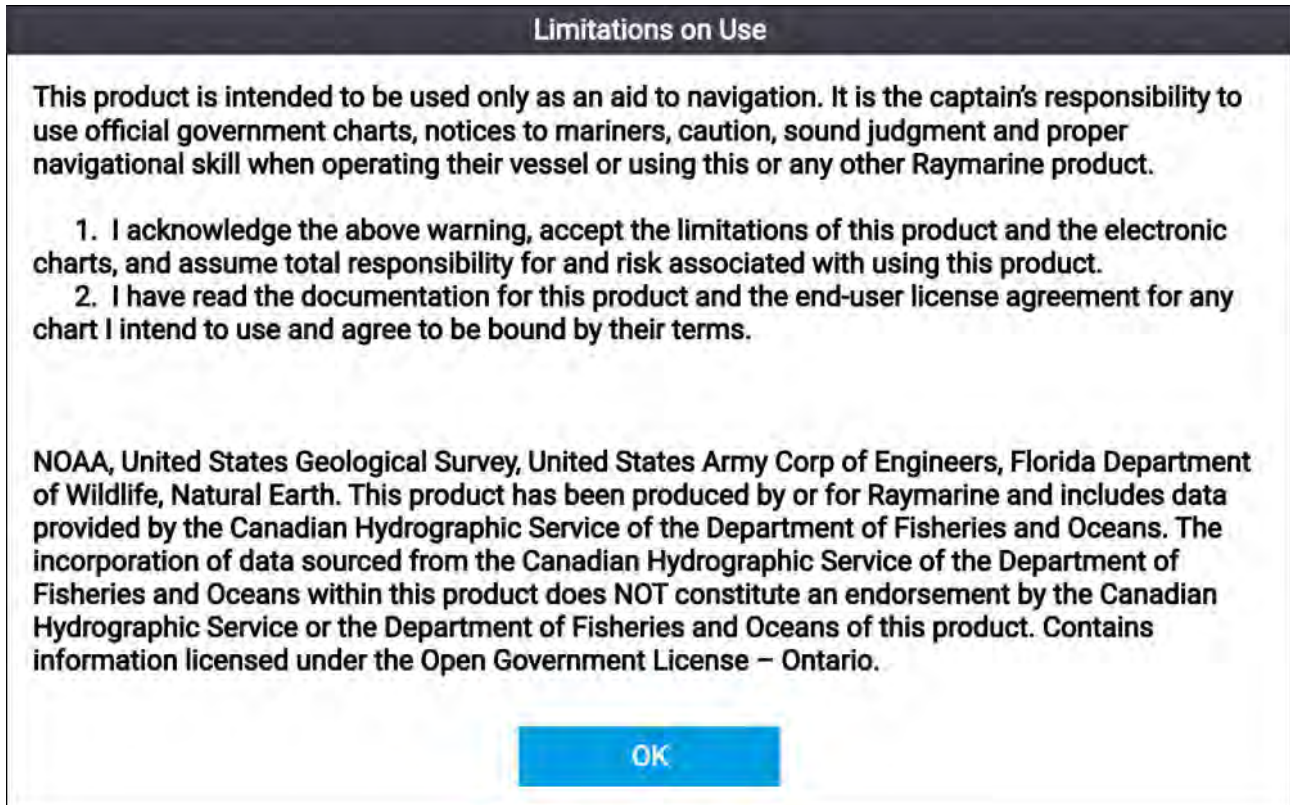 Limitations on Use
This product is intended to be used only as an aid to navigation. It is the captain's responsibility to
use official government charts, notices to mariners, caution, sound judgment and proper
navigational skill when operating their vessel or using this or any other Raymarine product.
1. I acknowledge the above warning, accept the limitations of this product and the electronic
charts, and assume total responsibility for and risk associated with using this product.
2. I have read the documentation for this product and the end-user license agreement for any
chart I intend to use and agree to be bound by their terms.
NOAA, United States Geological Survey, United States Army Corp of Engineers, Florida Department
of Wildlife, Natural Earth. This product has been produced by or for Raymarine and includes data
provided by the Canadian Hydrographic Service of the Department of Fisheries and Oceans. The
incorporation of data sourced from the Canadian Hydrographic Service of the Department of
Fisheries and Oceans within this product does NOT constitute an endorsement by the Canadian
Hydrographic Service or the Department of Fisheries and Oceans of this product. Contains
information licensed under the Open Government License – Ontario.
OK